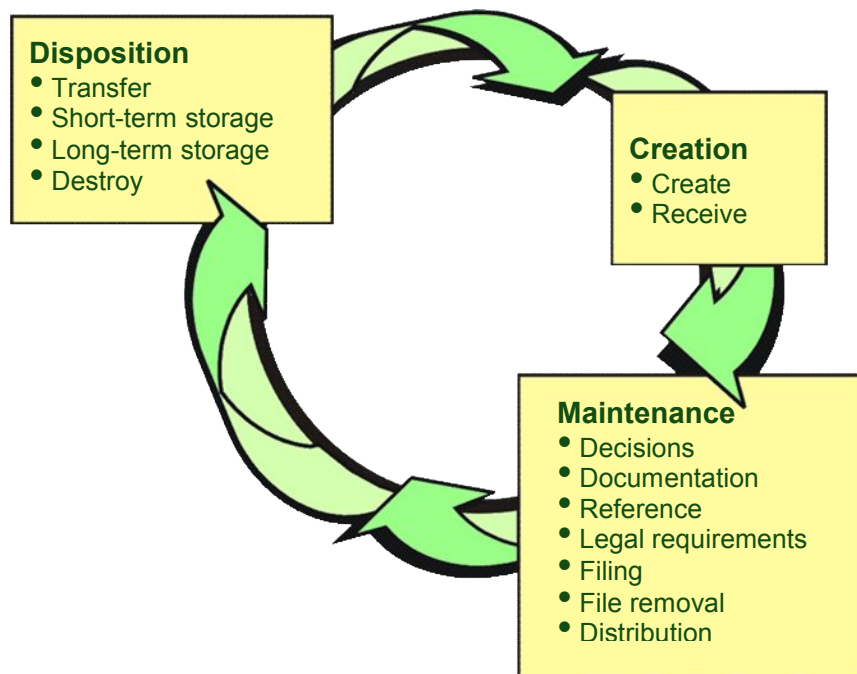 Disposition
• Transfer
• Short-term storage
• Long-term storage
• Destroy
Creation
• Create
• Receive
Maintenance
• Decisions
• Documentation
• Reference
• Legal requirements
• Filing
• File removal
• Distribution